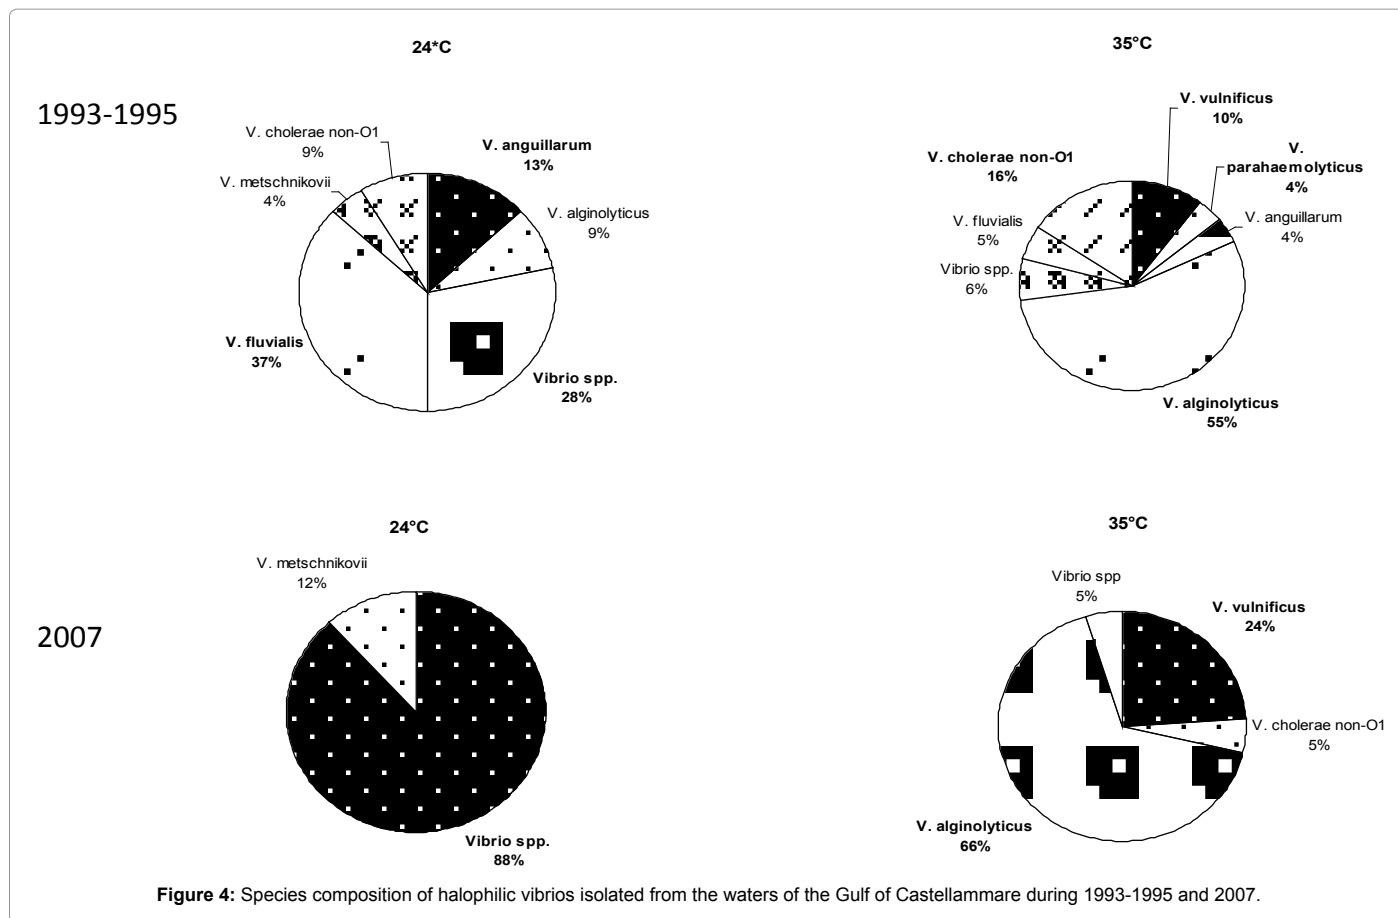 24*C
35°C
1993-1995
V. cholerae non-O1
9%
V. anguillarum
13%
V. metschnikovii
4%
V. alginolyticus
9%
V. fluvialis
37%
Vibrio spp.
28%
V. vulnificus
10%
V. cholerae non-O1
16%
V.
parahaemolyticus
4%
V. fluvialis
5%
V. anguillarum
4%
Vibrio spp.
6%
V. alginolyticus
55%
24°C
35°C
2007
V. metschnikovii
12%
Vibrio spp.
88%
Vibrio spp
5%
V. vulnificus
24%
V. cholerae non-O1
5%
V. alginolyticus
66%
Figure 4: Species composition of halophilic vibrios isolated from the waters of the Gulf of Castellammare during 1993-1995 and 2007.